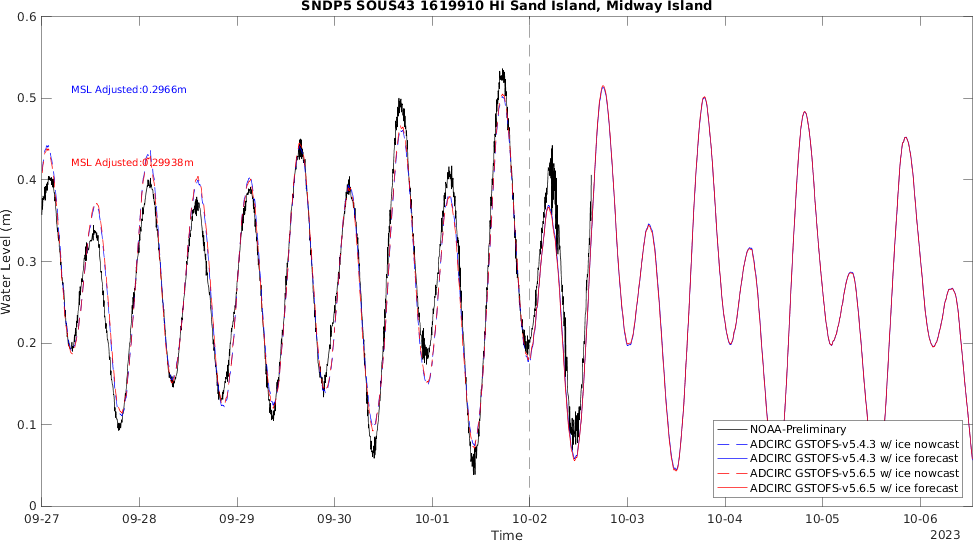 SNDP5 SOUS43 1619910 HI Sand Island, Midway Island
0.6
0.5
0.4
0.3
0.2
0.1
0
Water Level (m)
MSL Adjusted:0.2966m
MSL Adjusted:0.29938m
NOAA-Preliminary
ADCIRC GSTOFS-v5.4.3 w/ ice nowcast
ADCIRC GSTOFS-v5.4.3 w/ ice forecast
ADCIRC GSTOFS-v5.6.5 w/ ice nowcast
ADCIRC GSTOFS-v5.6.5 w/ ice forecast
09-27 09-28 09-29 09-30 10-01 10-02 10-03 10-04 10-05 10-06
Time
2023